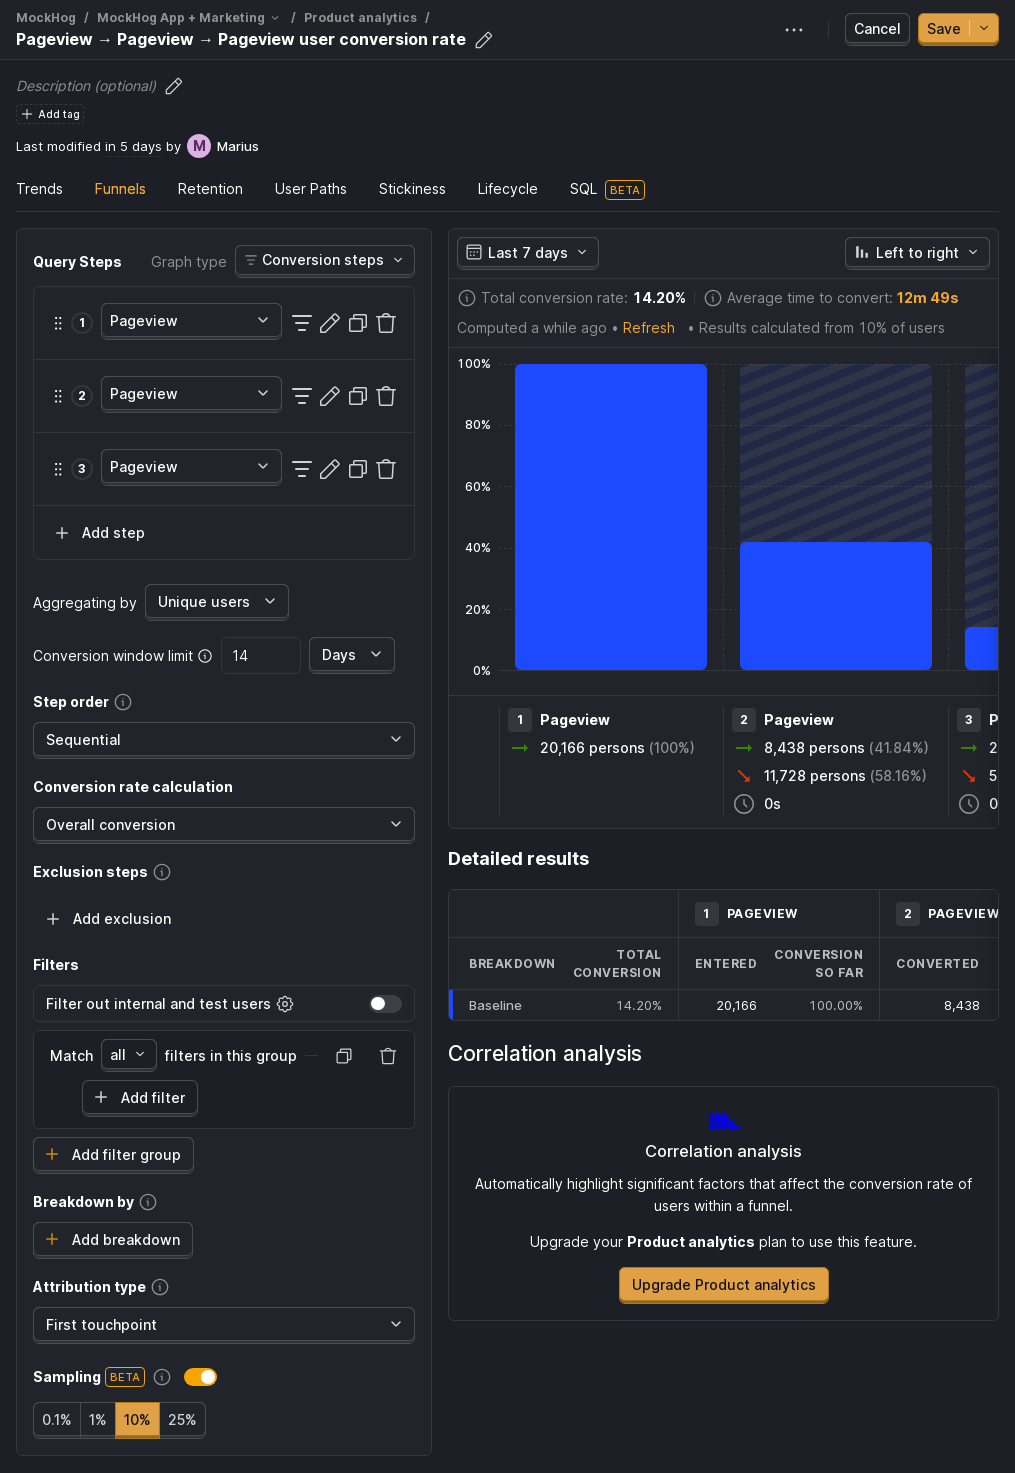 MockHog / MockHog App + Marketing / Product analytics /
Pageview → Pageview → Pageview user conversion rate
Cancel
Save
Description (optional)
Add tag
Last modified in 5 days by M Marius
Trends Funnels Retention User Paths Stickiness Lifecycle SQL BETA
Query Steps
Graph type
Conversion steps
1 Pageview
2 Pageview
3 Pageview
Add step
Aggregating by Unique users
Conversion window limit 14 Days
Step order
Sequential
Conversion rate calculation
Overall conversion
Exclusion steps
Add exclusion
Filters
Filter out internal and test users
Match all filters in this group
Add filter
Add filter group
Breakdown by
Add breakdown
Attribution type
First touchpoint
Sampling BETA
0.1% 1% 10% 25%
Last 7 days
Left to right
Total conversion rate: 14.20% Average time to convert: 12m 49s
Computed a while ago • Refresh • Results calculated from 10% of users
100%
80%
60%
40%
20%
0%
1 Pageview
20,166 persons (100%)
2 Pageview
8,438 persons (41.84%)
11,728 persons (58.16%)
0s
3 P
2
5
0
Detailed results
1 PAGEVIEW 2 PAGEVIEW
BREAKDOWN TOTAL CONVERSION ENTERED CONVERSION SO FAR CONVERTED
Baseline 14.20% 20,166 100.00% 8,438
Correlation analysis
Correlation analysis
Automatically highlight significant factors that affect the conversion rate of
users within a funnel.
Upgrade your Product analytics plan to use this feature.
Upgrade Product analytics